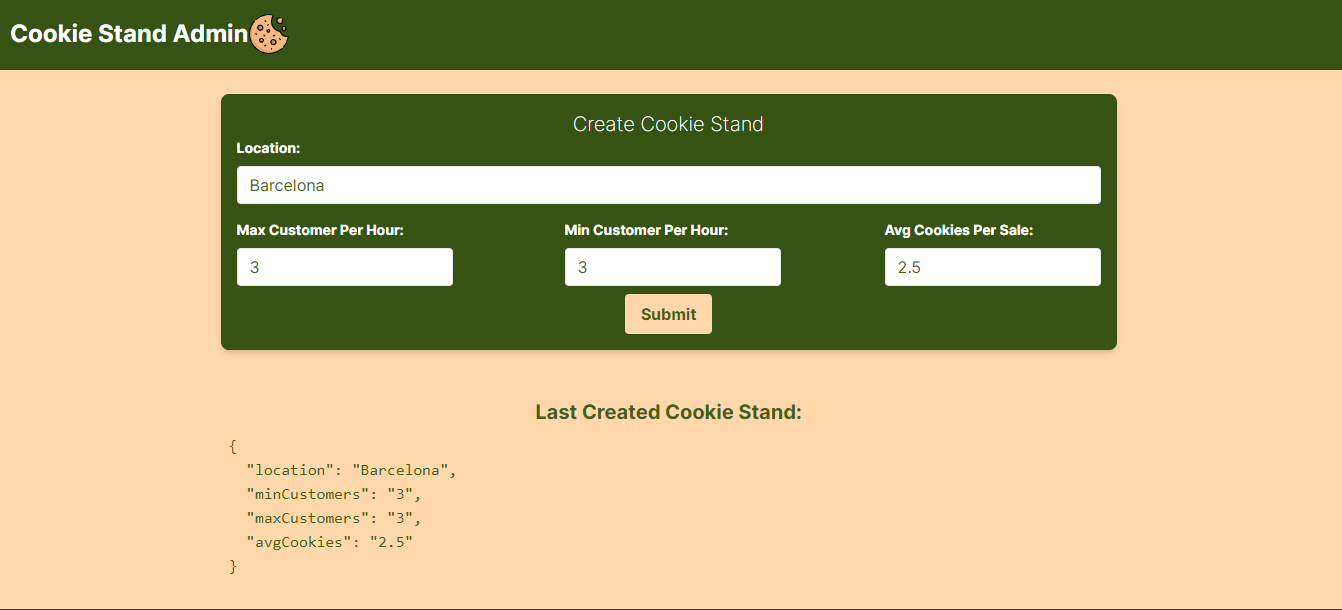 Cookie Stand Admin
Create Cookie Stand
Location:
Barcelona
Max Customer Per Hour: Min Customer Per Hour: Avg Cookies Per Sale:
3 3 2.5
Submit
Last Created Cookie Stand:
{
"location": "Barcelona",
"minCustomers": "3",
"maxCustomers": "3",
"avgCookies": "2.5"
}